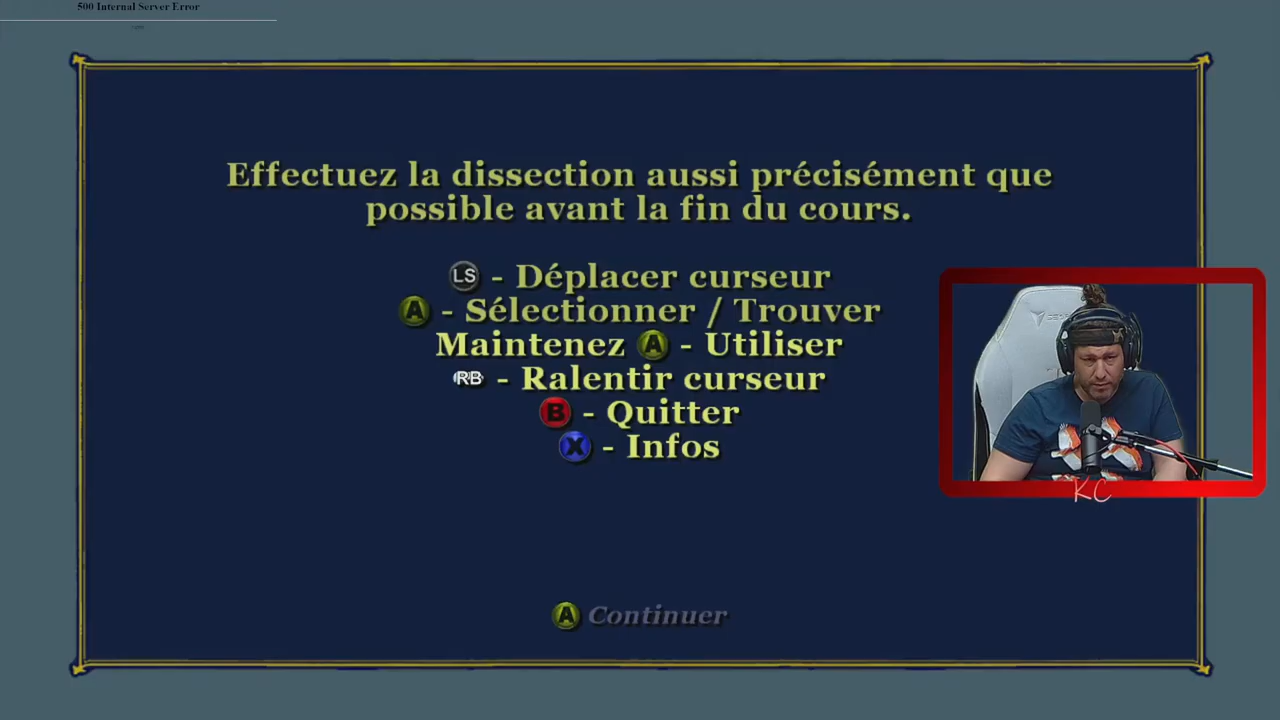 500 Internal Server Error
Effectuez la dissection aussi précisément que
possible avant la fin du cours.
LS - Déplacer curseur
A - Sélectionner / Trouver
Maintenez A - Utiliser
RB - Ralentir curseur
B - Quitter
X - Infos
KC
A Continuer